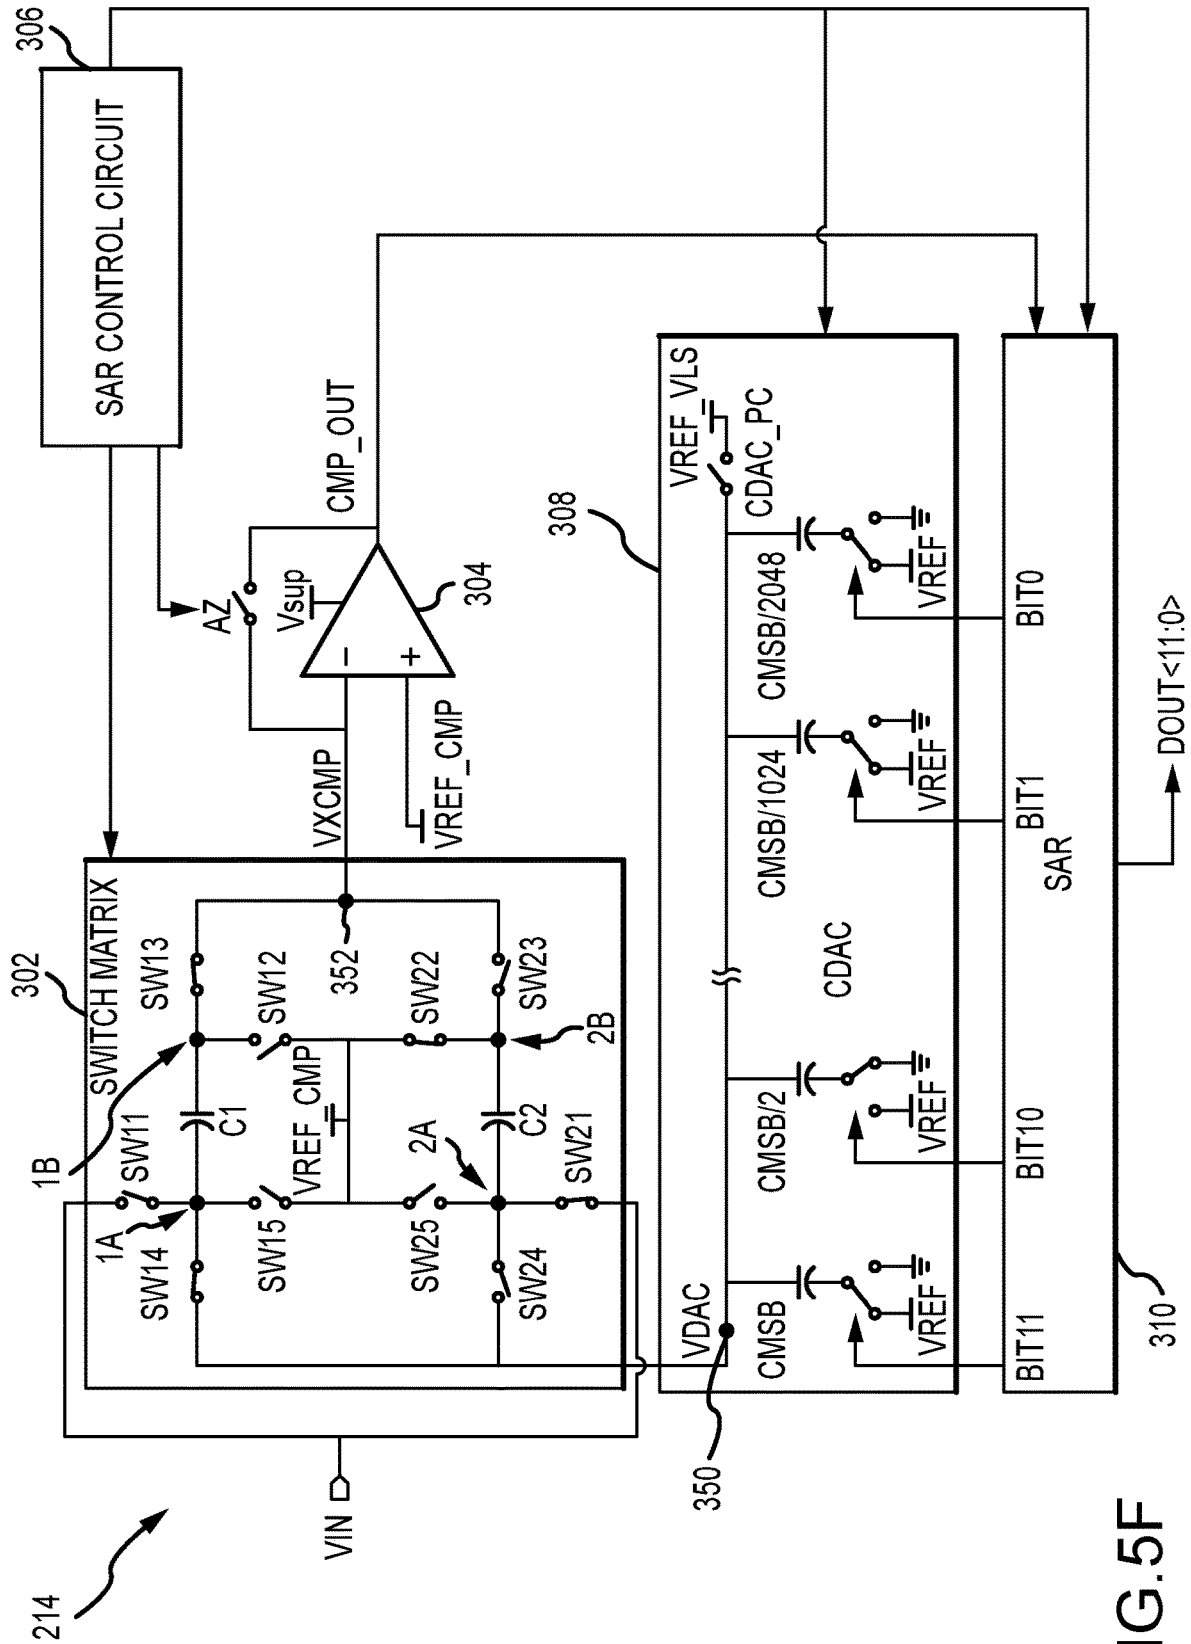 214
VIN
302
SWITCH MATRIX
1B
SW11
SW13
1A
SW14
C1
SW12
SW15
VREF_CMP
352
SW25
2A
SW22
SW24
C2
SW21
SW23
2B
306
SAR CONTROL CIRCUIT
AZ
Vsup
CMP_OUT
VXCMP
−
+
304
VREF_CMP
308
VREF_VLS
CDAC_PC
VDAC
350
CMSB
CMSB/2
CMSB/1024
CMSB/2048
CDAC
VREF
VREF
VREF
VREF
BIT11
BIT10
BIT1
BIT0
SAR
310
DOUT<11:0>
IG.5F